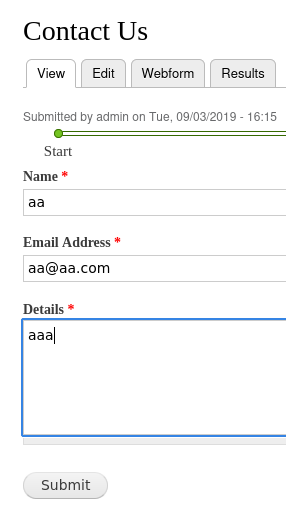 Contact Us
View Edit Webform Results
Submitted by admin on Tue, 09/03/2019 - 16:15
Start
Name *
aa
Email Address *
aa@aa.com
Details *
aaa
Submit